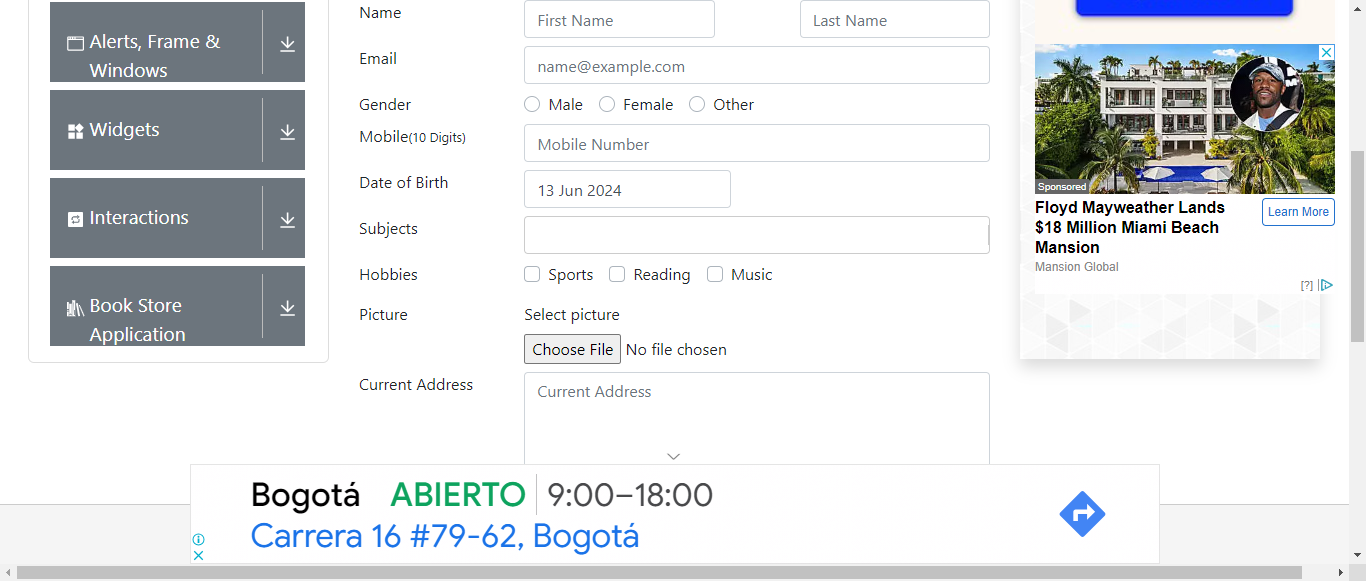 Alerts, Frame &
Windows
Widgets
Interactions
Book Store
Application
Name
First Name
Last Name
Email
name@example.com
Gender
Male
Female
Other
Mobile(10 Digits)
Mobile Number
Date of Birth
13 Jun 2024
Subjects
Hobbies
Sports
Reading
Music
Picture
Select picture
Choose File No file chosen
Current Address
Current Address
Sponsored
Floyd Mayweather Lands
$18 Million Miami Beach
Mansion
Mansion Global
Learn More
[?]
Bogotá ABIERTO 9:00–18:00
Carrera 16 #79-62, Bogotá